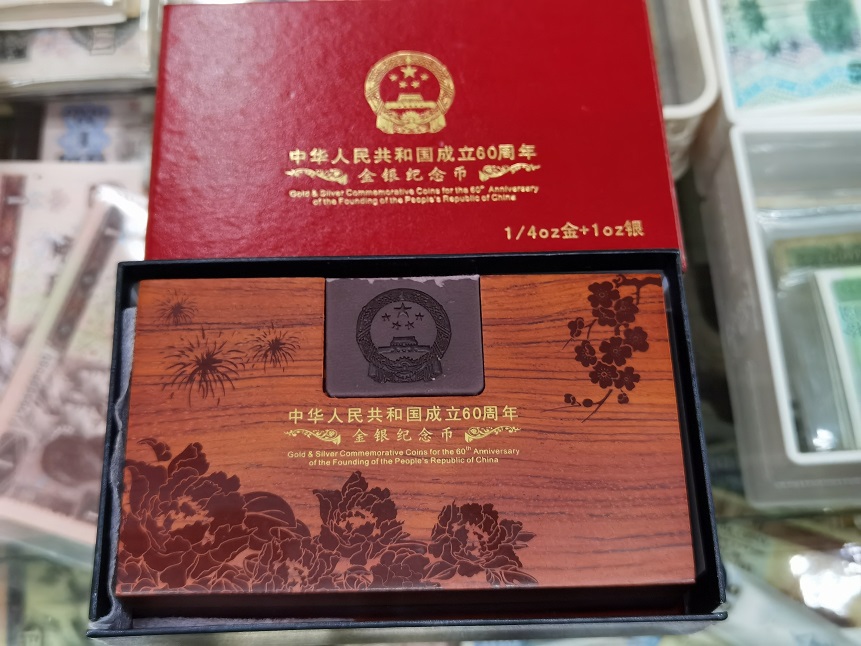 中华人民共和国成立60周年
金银纪念币
Gold & Silver Commemorative Coins for the 60th Anniversary
of the Founding of the People's Republic of China
1/4oz金+1oz银
中华人民共和国成立60周年
金银纪念币
Gold & Silver Commemorative Coins for the 60th Anniversary
of the Founding of the People's Republic of China